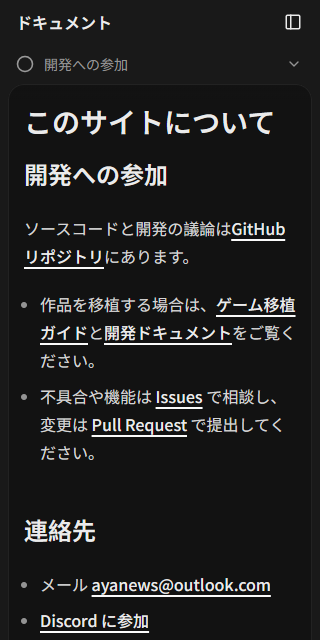 ドキュメント
開発への参加
このサイトについて
開発への参加
ソースコードと開発の議論はGitHub
リポジトリにあります。
作品を移植する場合は、ゲーム移植
ガイドと開発ドキュメントをご覧く
ださい。
不具合や機能は Issues で相談し、
変更は Pull Request で提出してく
ださい。
連絡先
メール ayanews@outlook.com
Discord に参加